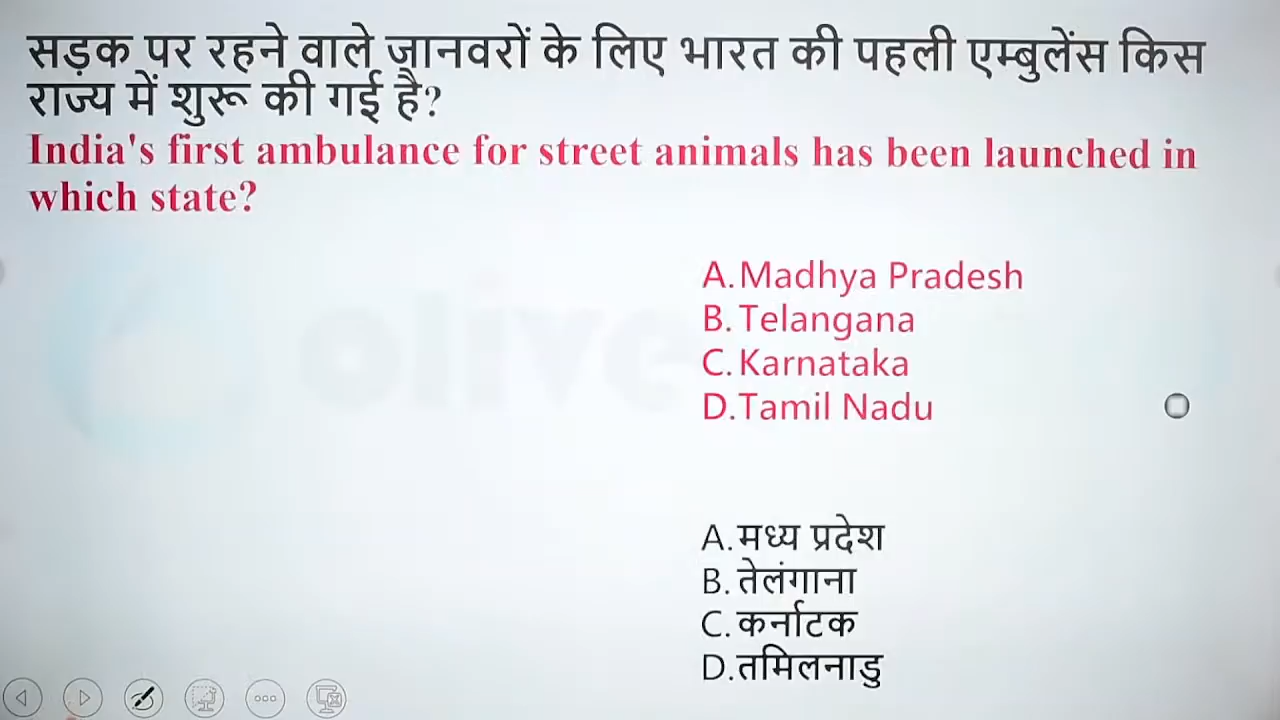 सड़क पर रहने वाले जानवरों के लिए भारत की पहली एम्बुलेंस किस
राज्य में शुरू की गई है?
India's first ambulance for street animals has been launched in
which state?
olive
A. Madhya Pradesh
B. Telangana
C. Karnataka
D. Tamil Nadu
A. मध्य प्रदेश
B. तेलंगाना
C. कर्नाटक
D. तमिलनाडु